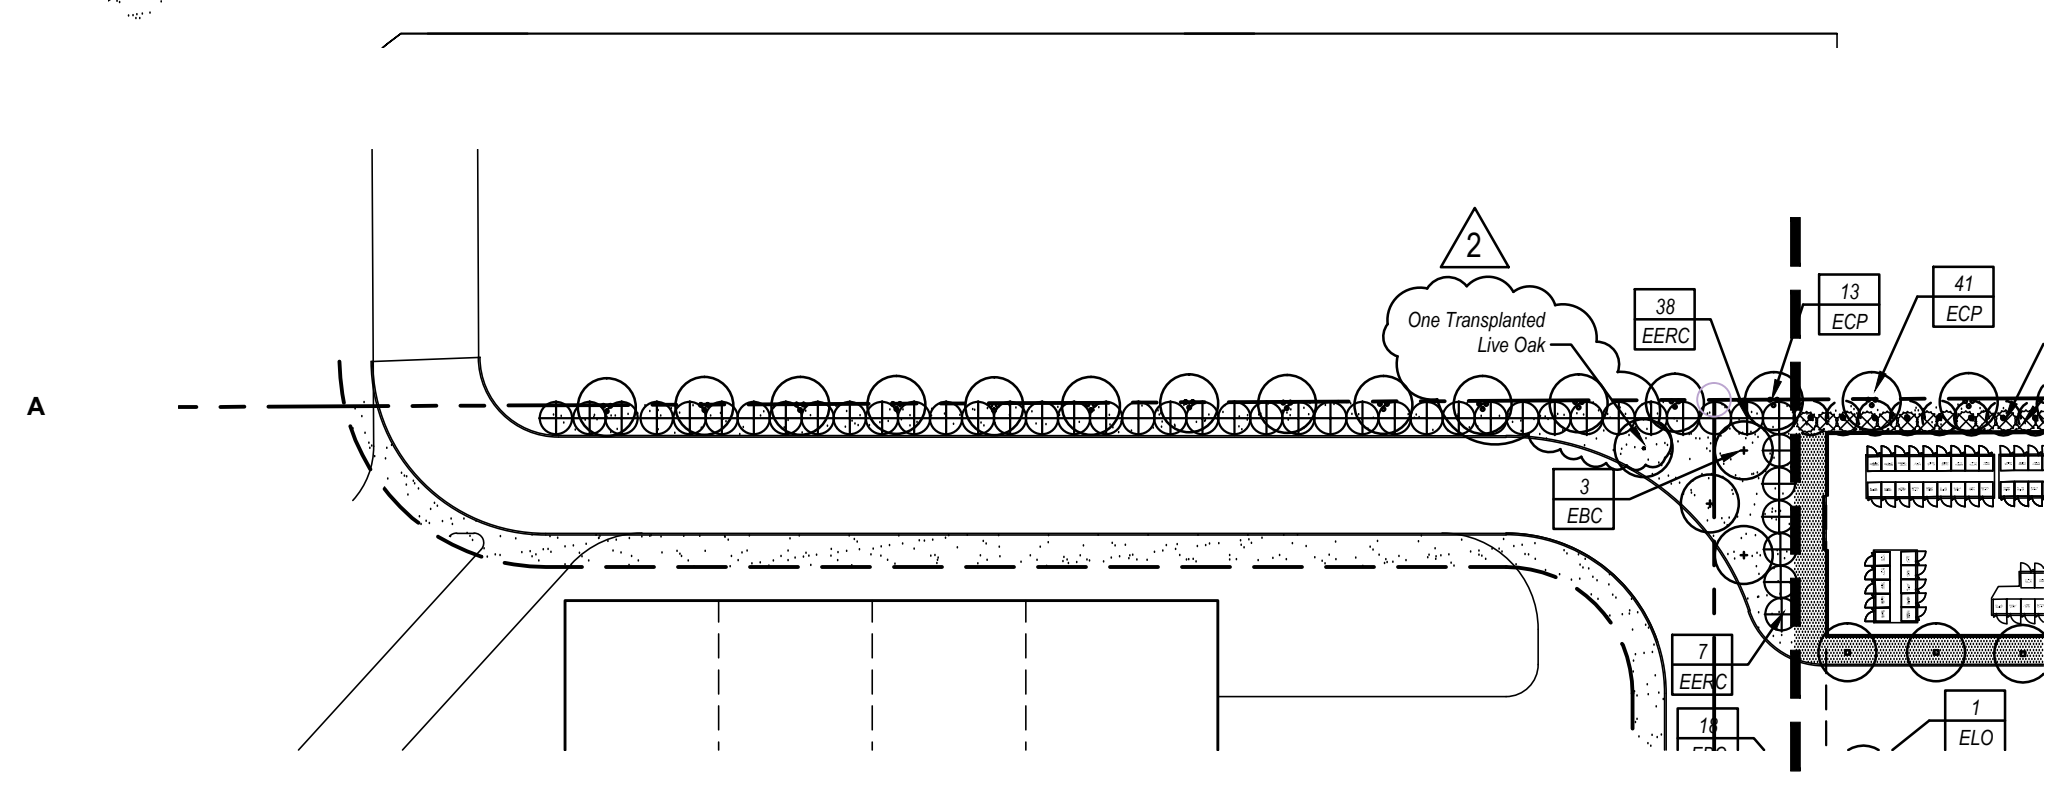 2
One Transplanted
Live Oak
38
EERC
13
ECP
41
ECP
A
3
EBC
7
EERC
18
1
ELO